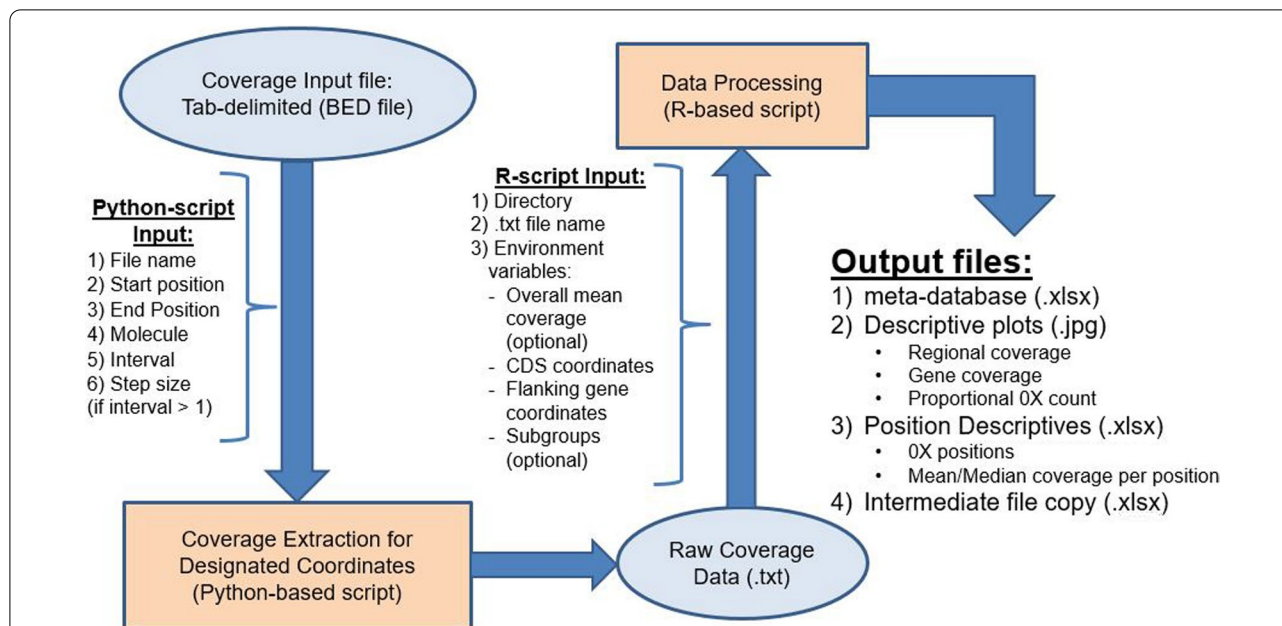 Coverage Input file:
Tab-delimited (BED file)
Python-script
Input:
1) File name
2) Start position
3) End Position
4) Molecule
5) Interval
6) Step size
(if interval > 1)
Coverage Extraction for
Designated Coordinates
(Python-based script)
Raw Coverage
Data (.txt)
R-script Input:
1) Directory
2) .txt file name
3) Environment
variables:
- Overall mean
coverage
(optional)
- CDS coordinates
- Flanking gene
coordinates
- Subgroups
(optional)
Data Processing
(R-based script)
Output files:
1) meta-database (.xlsx)
2) Descriptive plots (.jpg)
• Regional coverage
• Gene coverage
• Proportional 0X count
3) Position Descriptives (.xlsx)
• 0X positions
• Mean/Median coverage per position
4) Intermediate file copy (.xlsx)